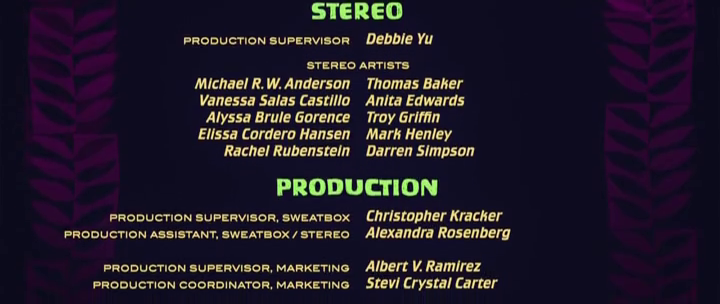 STEREO
PRODUCTION SUPERVISOR Debbie Yu
STEREO ARTISTS
Michael R.W. Anderson Thomas Baker
Vanessa Salas Castillo Anita Edwards
Alyssa Brule Gorence Troy Griffin
Elissa Cordero Hansen Mark Henley
Rachel Rubenstein Darren Simpson
PRODUCTION
PRODUCTION SUPERVISOR, SWEATBOX Christopher Kracker
PRODUCTION ASSISTANT, SWEATBOX / STEREO Alexandra Rosenberg
PRODUCTION SUPERVISOR, MARKETING Albert V. Ramirez
PRODUCTION COORDINATOR, MARKETING Stevi Crystal Carter